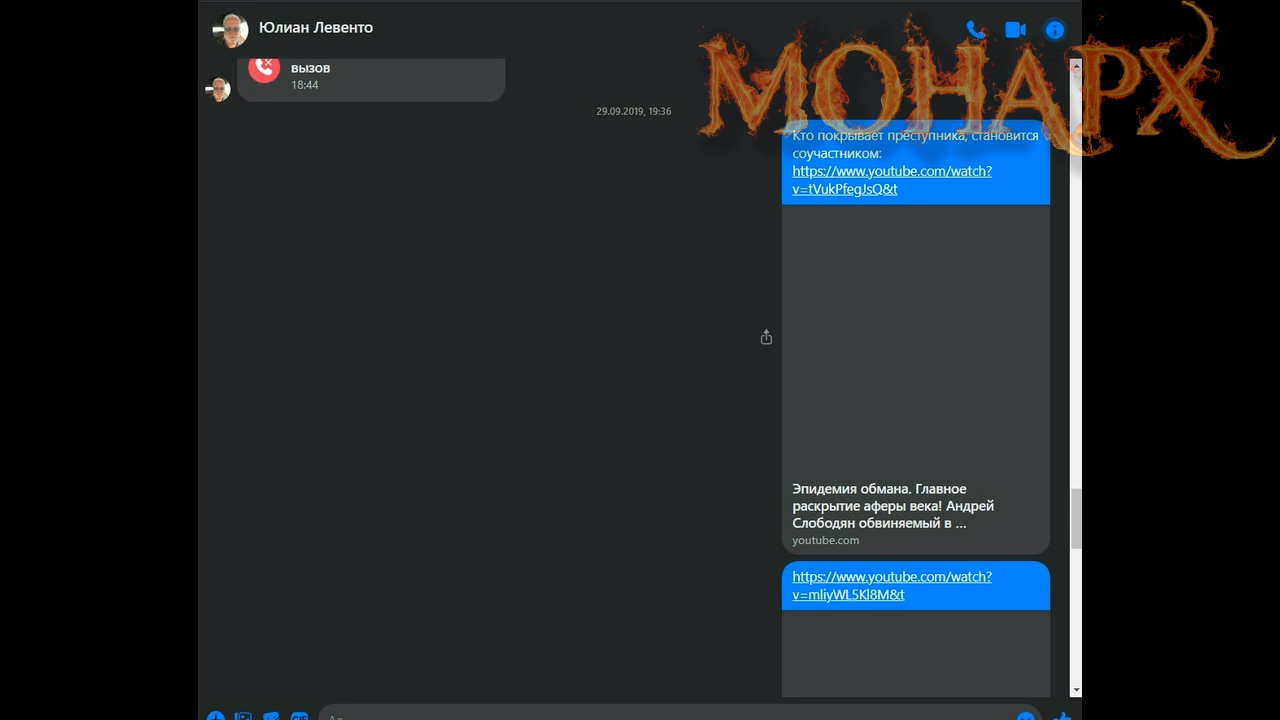 Юлиан Левенто
МОНАРХ
вызов
18:44
29.09.2019, 19:36
Кто покрывает преступника, становится
соучастником:
https://www.youtube.com/watch?
v=tVukPfegJsQ&t
Эпидемия обмана. Главное
раскрытие аферы века! Андрей
Слободян обвиняемый в ...
youtube.com
https://www.youtube.com/watch?
v=mliyWL5Kl8M&t
GIF
Aa